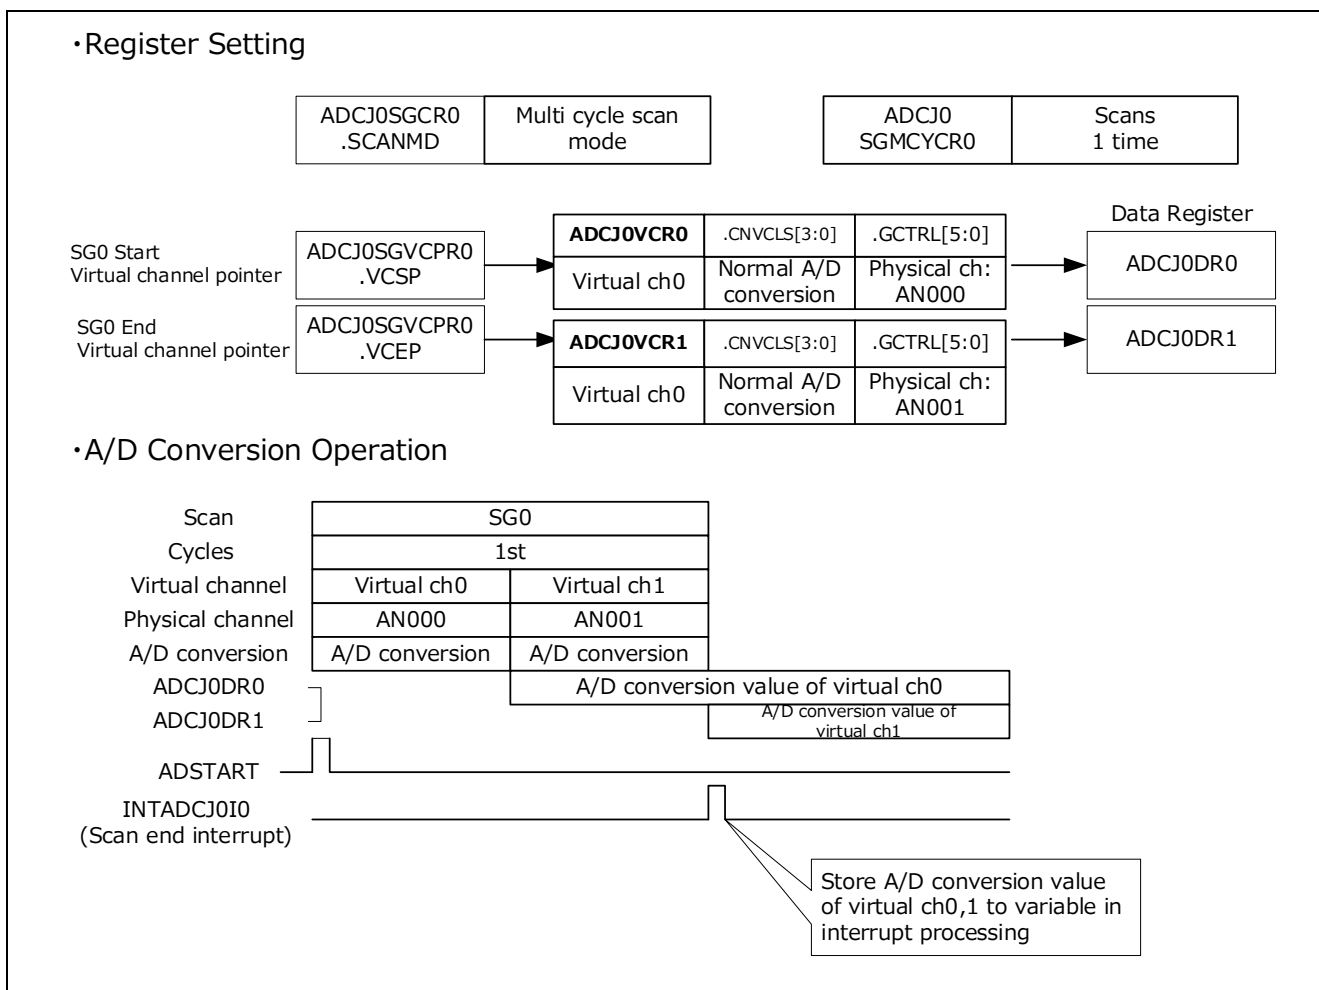 ・Register Setting
ADCJ0SGCR0
.SCANMD
Multi cycle scan
mode
ADCJ0
SGMCYCR0
Scans
1 time
Data Register
SG0 Start
Virtual channel pointer
ADCJ0SGVCPR0
.VCSP
ADCJ0VCR0
.CNVCLS[3:0]
.GCTRL[5:0]
Virtual ch0
Normal A/D
conversion
Physical ch:
AN000
ADCJ0DR0
SG0 End
Virtual channel pointer
ADCJ0SGVCPR0
.VCEP
ADCJ0VCR1
.CNVCLS[3:0]
.GCTRL[5:0]
Virtual ch0
Normal A/D
conversion
Physical ch:
AN001
ADCJ0DR1
・A/D Conversion Operation
Scan
SG0
Cycles
1st
Virtual channel
Virtual ch0
Virtual ch1
Physical channel
AN000
AN001
A/D conversion
A/D conversion
A/D conversion
ADCJ0DR0
A/D conversion value of virtual ch0
ADCJ0DR1
A/D conversion value of
virtual ch1
ADSTART
INTADCJ0I0
(Scan end interrupt)
Store A/D conversion value
of virtual ch0,1 to variable in
interrupt processing